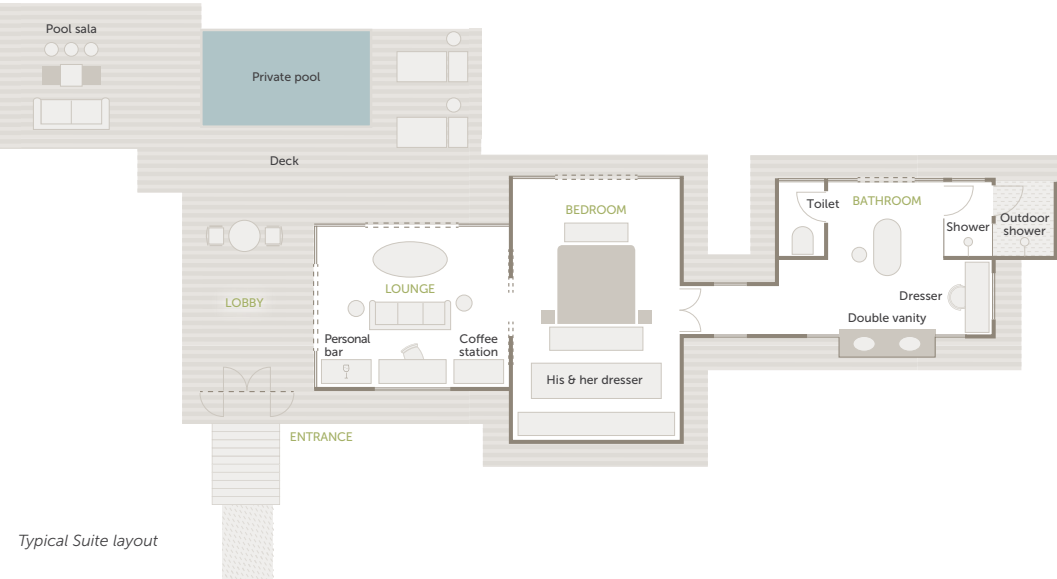 Pool sala
Private pool
Deck
BEDROOM
Toilet
BATHROOM
Shower
Outdoor
shower
LOBBY
LOUNGE
Dresser
Double vanity
Personal
bar
Coffee
station
His & her dresser
ENTRANCE
Typical Suite layout